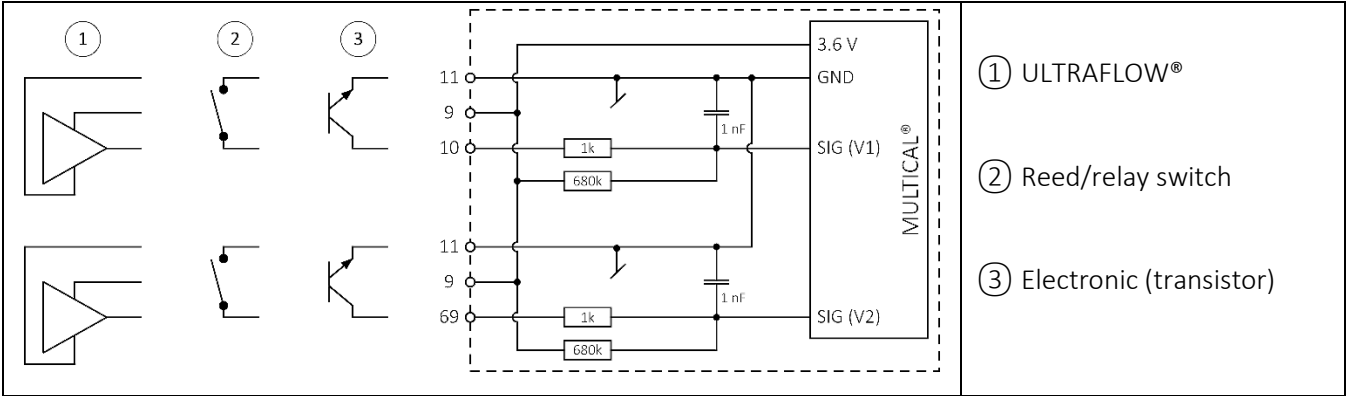 1 2 3
3.6 V
11 GND
9
1 nF
10 1k SIG (V1)
680k
MULTICAL®
11
9
1 nF
69 1k SIG (V2)
680k
1 ULTRAFLOW®
2 Reed/relay switch
3 Electronic (transistor)